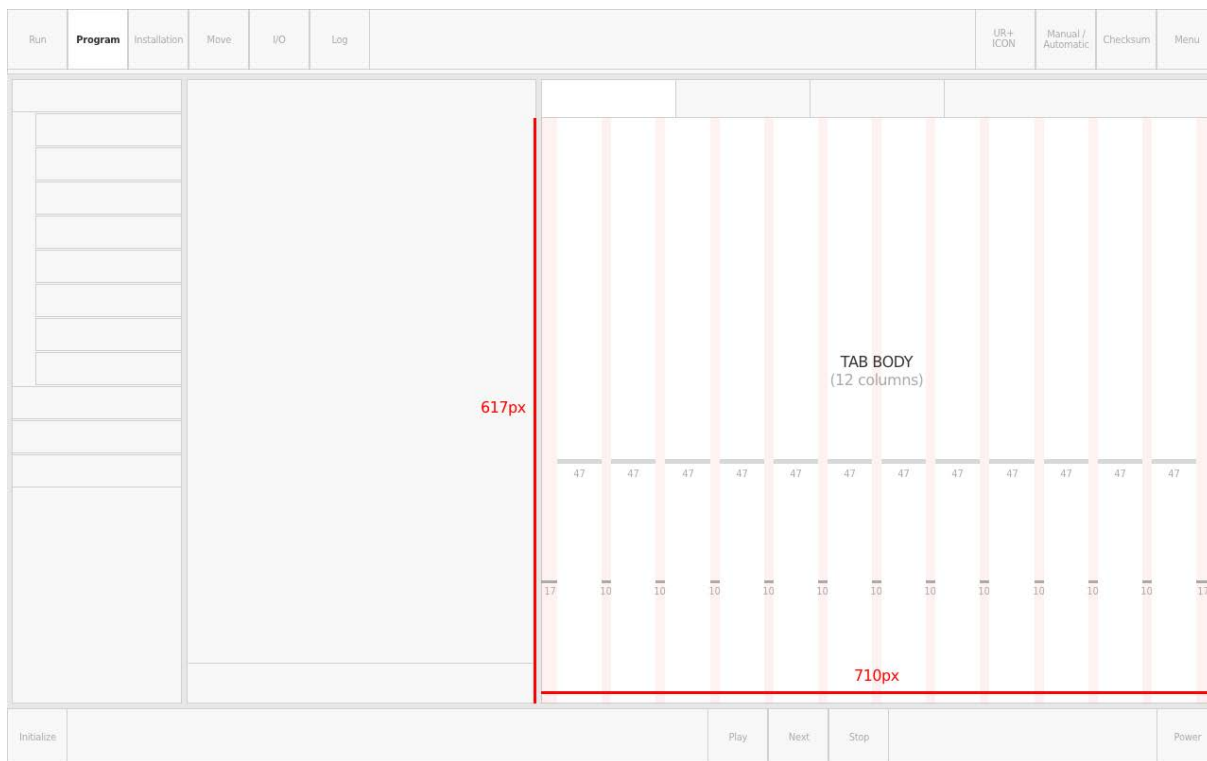 Run
Program
Installation
Move
I/O
Log
UR+
ICON
Manual /
Automatic
Checksum
Menu
TAB BODY
(12 columns)
617px
47 47 47 47 47 47 47 47 47 47 47 47
17 10 10 10 10 10 10 10 10 10 10 10 17
710px
Initialize
Play
Next
Stop
Power